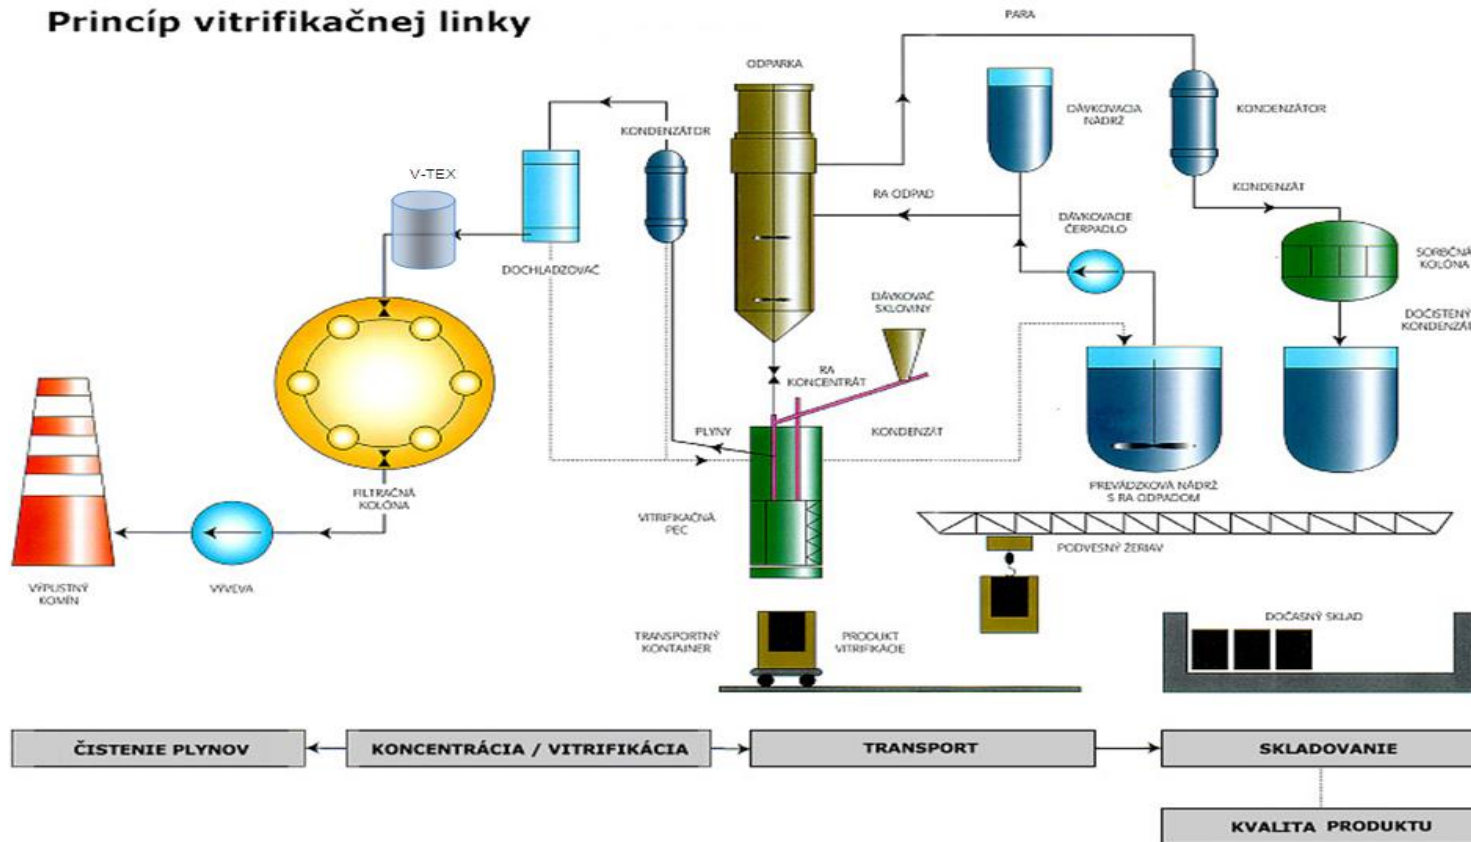 Princíp vitrifikačnej linky
PARA
ODPARKA
DÁVKOVACIA
NÁDRŽ
KONDENZÁTOR
KONDENZÁTOR
V-TEX
RA ODPAD
KONDENZÁT
DÁVKOVACIE
ČERPADLO
SORBČNÁ
KOLÓNA
DOCHLADZOVAČ
DÁVKOVAČ
SKLOVINY
DOČISTENÝ
KONDENZÁT
RA
KONCENTRÁT
PLYNY
KONDENZÁT
FILTRAČNÁ
KOLÓNA
PREVÁDZKOVÁ NÁDRŽ
S RA ODPADOM
VITRIFIKAČNÁ
PEC
PODVESNÝ ŽERIAV
VÝPUSTNÝ
KOMÍN
VÝVEVA
TRANSPORTNÝ
KONTAINER
PRODUKT
VITRIFIKÁCIE
DOČASNÝ SKLAD
ČISTENIE PLYNOV
KONCENTRÁCIA / VITRIFIKÁCIA
TRANSPORT
SKLADOVANIE
KVALITA PRODUKTU